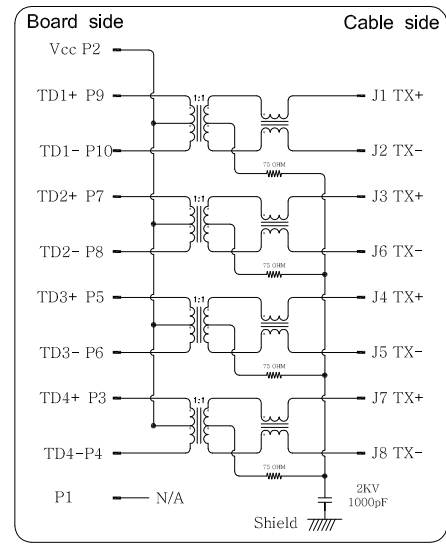 Board side Cable side
Vcc P2
TD1+ P9 1:1 J1 TX+
TD1- P10 J2 TX-
75 OHM
TD2+ P7 1:1 J3 TX+
TD2- P8 J6 TX-
75 OHM
TD3+ P5 1:1 J4 TX+
TD3- P6 J5 TX-
75 OHM
TD4+ P3 1:1 J7 TX+
TD4-P4 J8 TX-
75 OHM
P1 N/A 2KV
1000pF
Shield